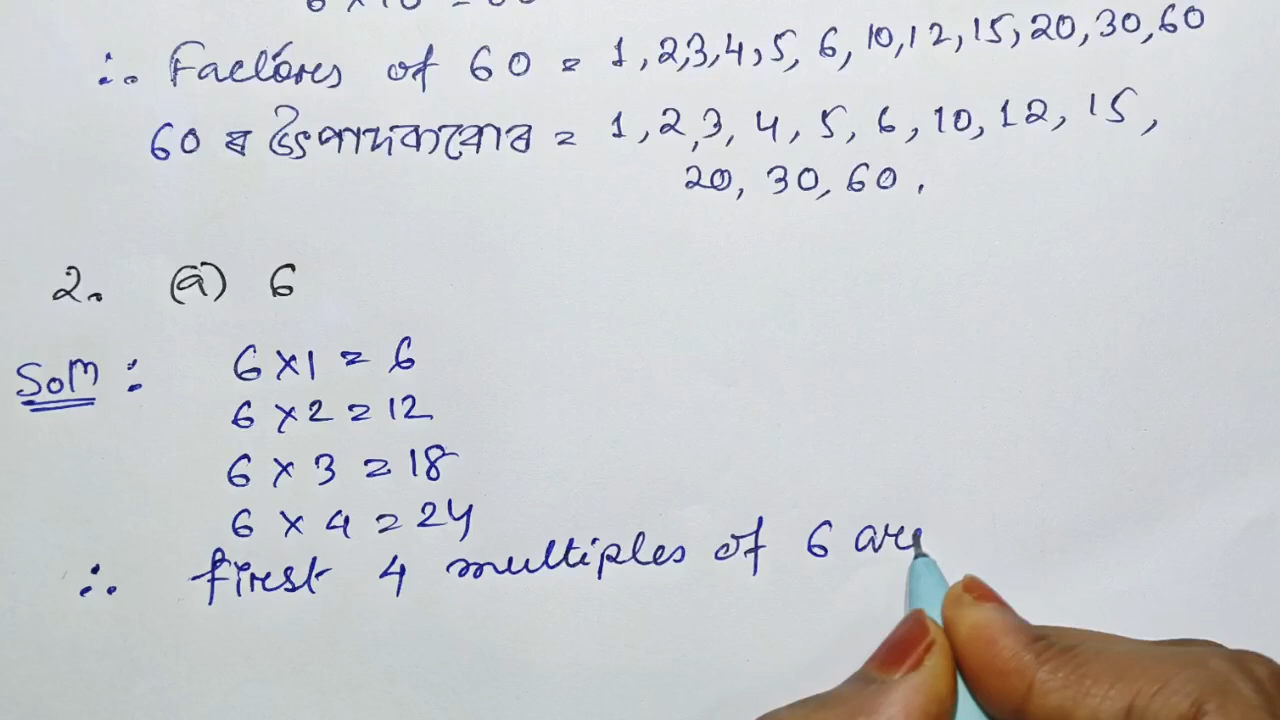 ∴ Factores of 60 = 1, 2, 3, 4, 5, 6, 10, 12, 15, 20, 30, 60
60 ৰ উৎপাদকবোৰ = 1, 2, 3, 4, 5, 6, 10, 12, 15,
20, 30, 60.
2. (a) 6
Soln : 6 × 1 = 6
6 × 2 = 12
6 × 3 = 18
6 × 4 = 24
∴ first 4 multiples of 6 are